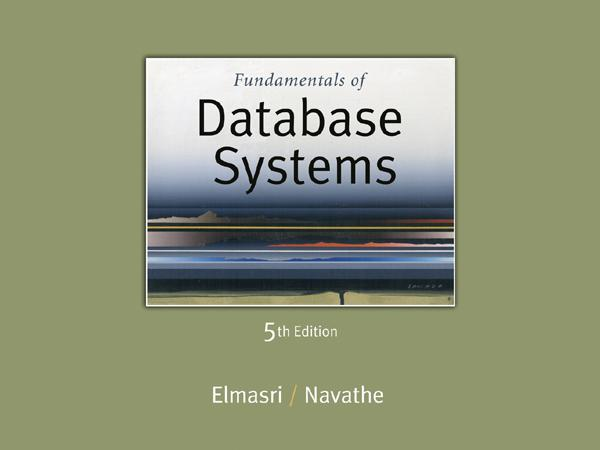 Fundamentals of
Database
Systems
5th Edition
Elmasri / Navathe